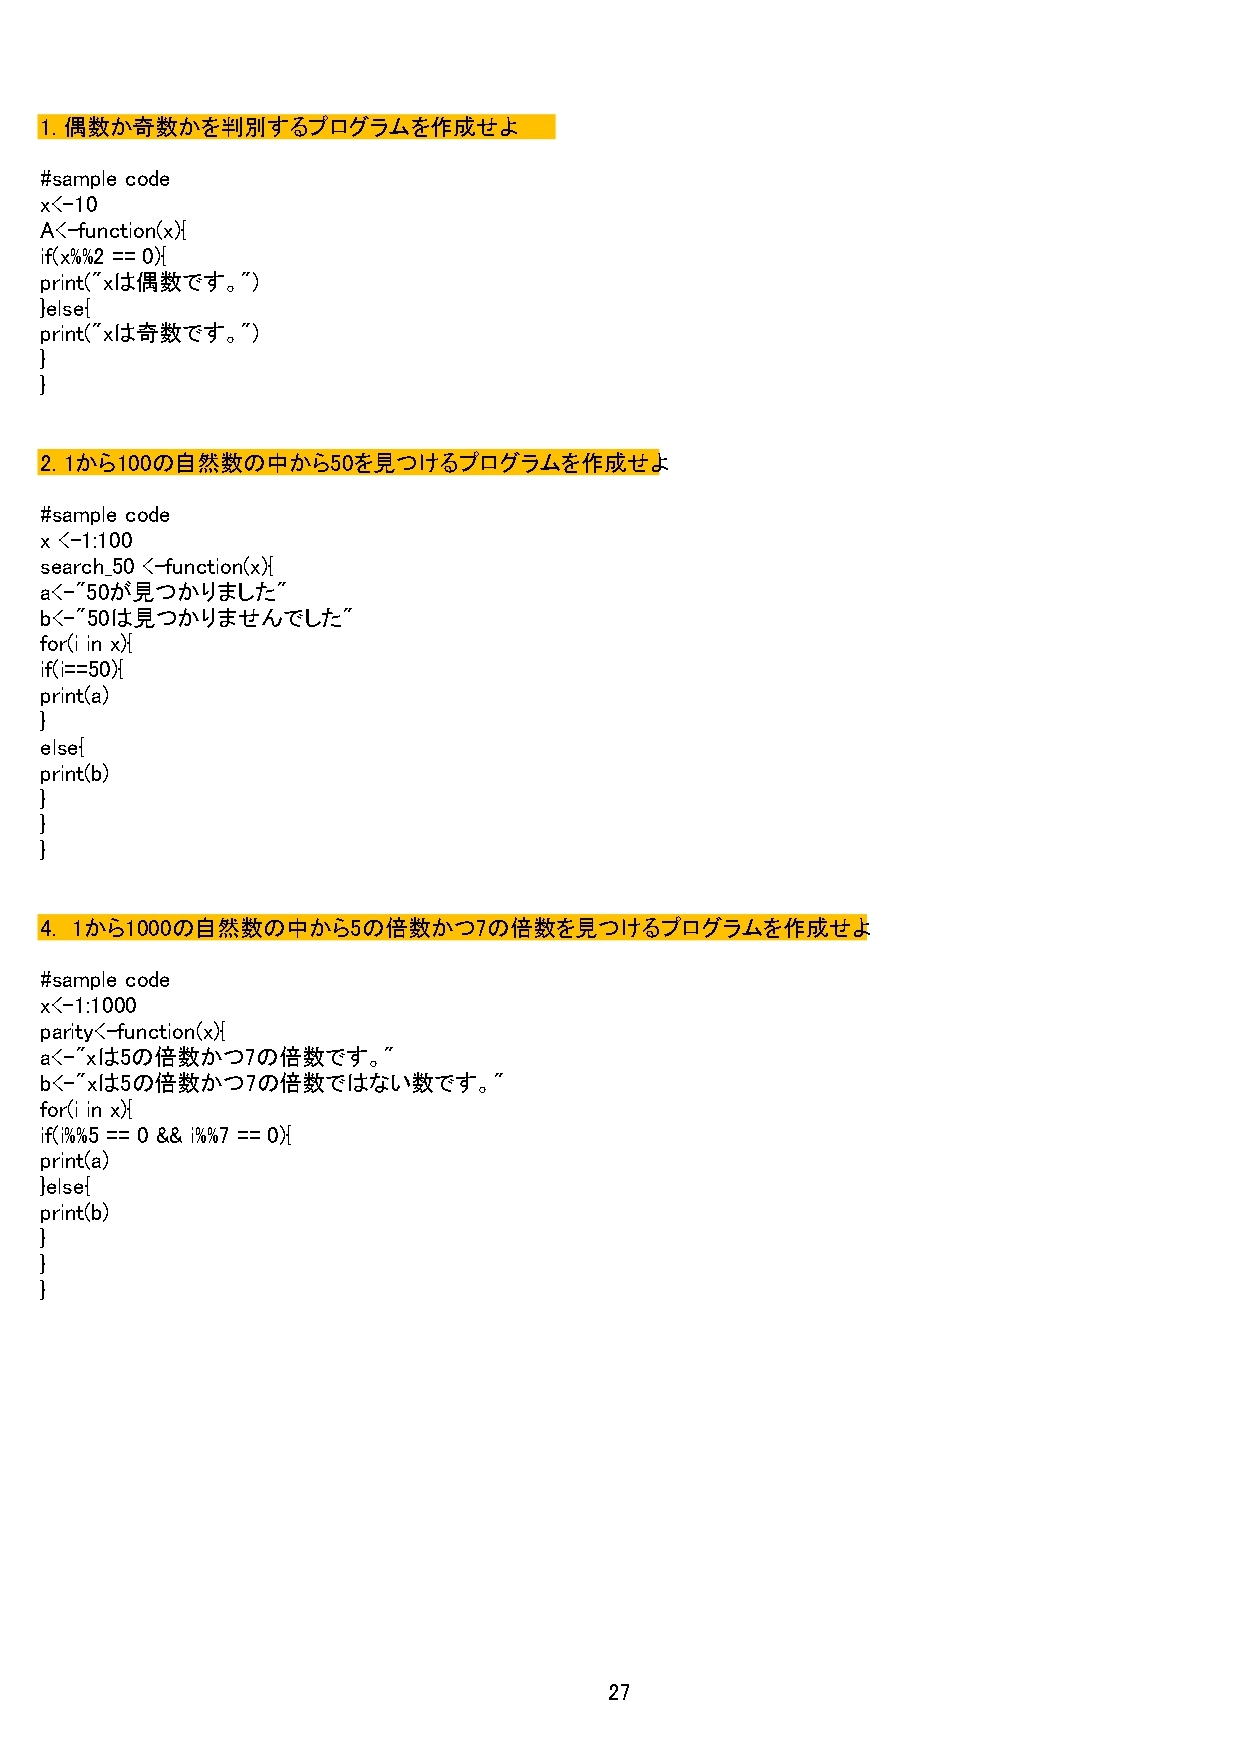 1. 偶数か奇数かを判別するプログラムを作成せよ
#sample code
x<-10
A<-function(x){
if(x%%2 == 0){
print("xは偶数です。")
}else{
print("xは奇数です。")
}
}
2. 1から100の自然数の中から50を見つけるプログラムを作成せよ
#sample code
x <-1:100
search_50 <-function(x){
a<-"50が見つかりました"
b<-"50は見つかりませんでした"
for(i in x){
if(i==50){
print(a)
}
else{
print(b)
}
}
}
4. 1から1000の自然数の中から5の倍数かつ7の倍数を見つけるプログラムを作成せよ
#sample code
x<-1:1000
parity<-function(x){
a<-"xは5の倍数かつ7の倍数です。"
b<-"xは5の倍数かつ7の倍数ではない数です。"
for(i in x){
if(i%%5 == 0 && i%%7 == 0){
print(a)
}else{
print(b)
}
}
}
27